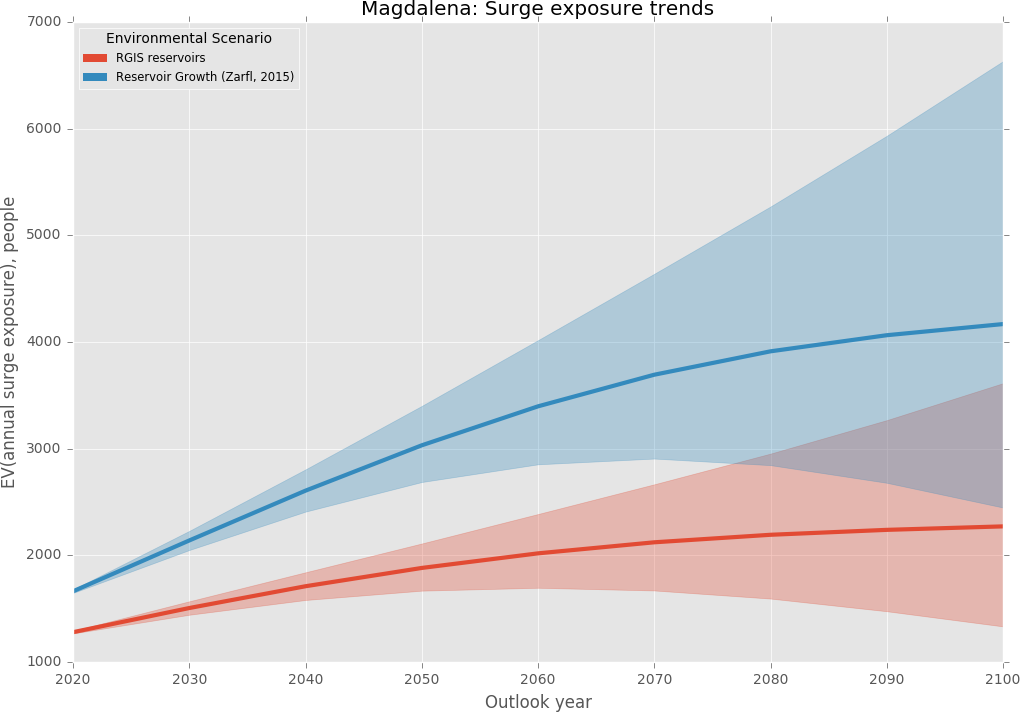 Magdalena: Surge exposure trends
7000
6000
5000
4000
3000
2000
1000
EV(annual surge exposure), people
Environmental Scenario
RGIS reservoirs
Reservoir Growth (Zarfl, 2015)
2020 2030 2040 2050 2060 2070 2080 2090 2100
Outlook year